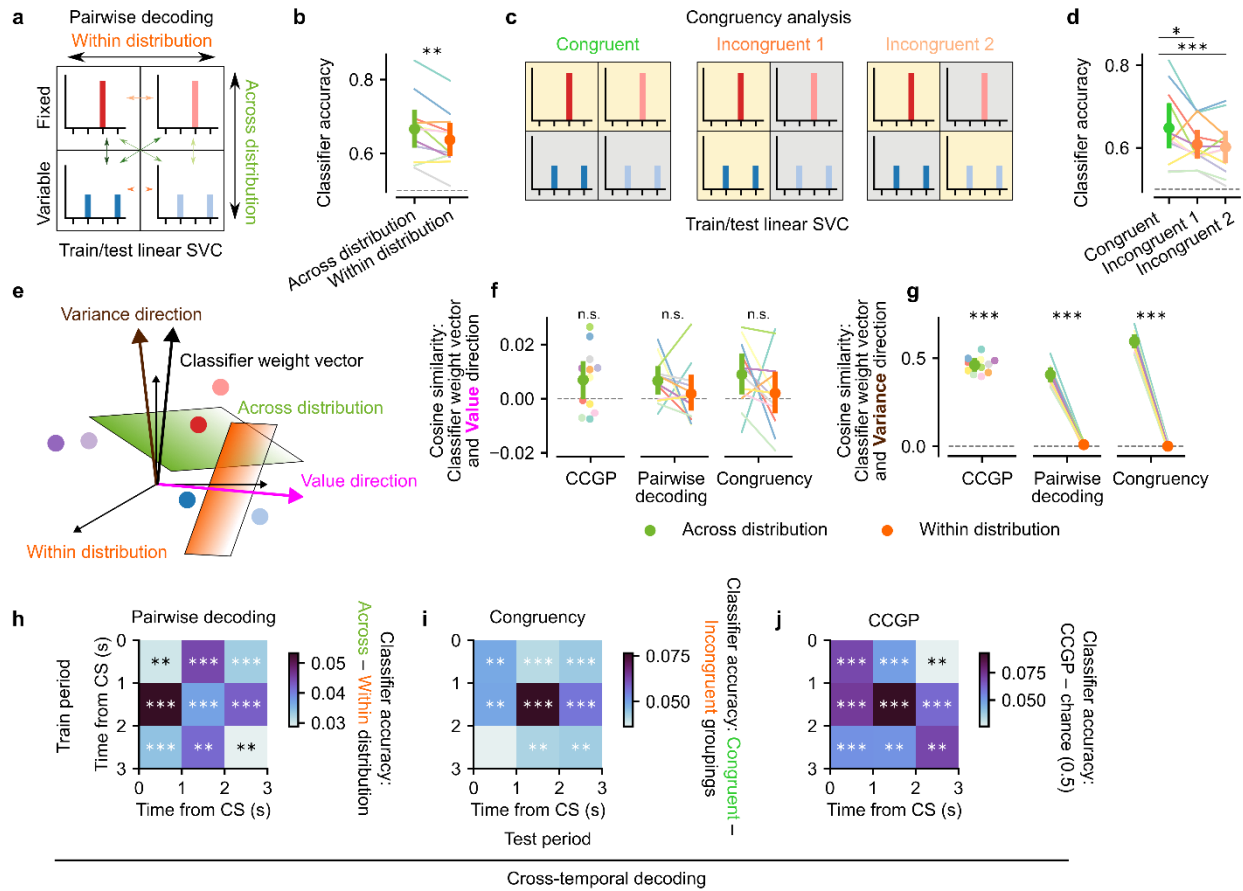 a
Pairwise decoding
Within distribution
Fixed
Variable
Across distribution
Train/test linear SVC
b
**
Classifier accuracy
0.8
0.6
Across distribution
Within distribution
c
Congruency analysis
Congruent
Incongruent 1
Incongruent 2
Train/test linear SVC
d
*
***
Classifier accuracy
0.8
0.6
Congruent
Incongruent 1
Incongruent 2
e
Variance direction
Classifier weight vector
Across distribution
Value direction
Within distribution
f
Cosine similarity:
Classifier weight vector
and Value direction
n.s.
n.s.
n.s.
0.02
0.00
−0.02
CCGP
Pairwise
decoding
Congruency
g
Cosine similarity:
Classifier weight vector
and Variance direction
***
***
***
0.5
0.0
CCGP
Pairwise
decoding
Congruency
Across distribution
Within distribution
h
Pairwise decoding
Train period
Time from CS (s)
0
1
2
3
** *** ***
*** *** ***
*** ** **
0 1 2 3
Time from CS (s)
0.05
0.04
0.03
Classifier accuracy:
Across − Within distribution
i
Congruency
0
1
2
3
** *** ***
** *** ***
** **
0 1 2 3
Time from CS (s)
Test period
0.075
0.050
Classifier accuracy: Congruent −
Incongruent groupings
j
CCGP
0
1
2
3
*** *** **
*** *** ***
*** ** **
0 1 2 3
Time from CS (s)
0.075
0.050
Classifier accuracy:
CCGP − chance (0.5)
Cross-temporal decoding